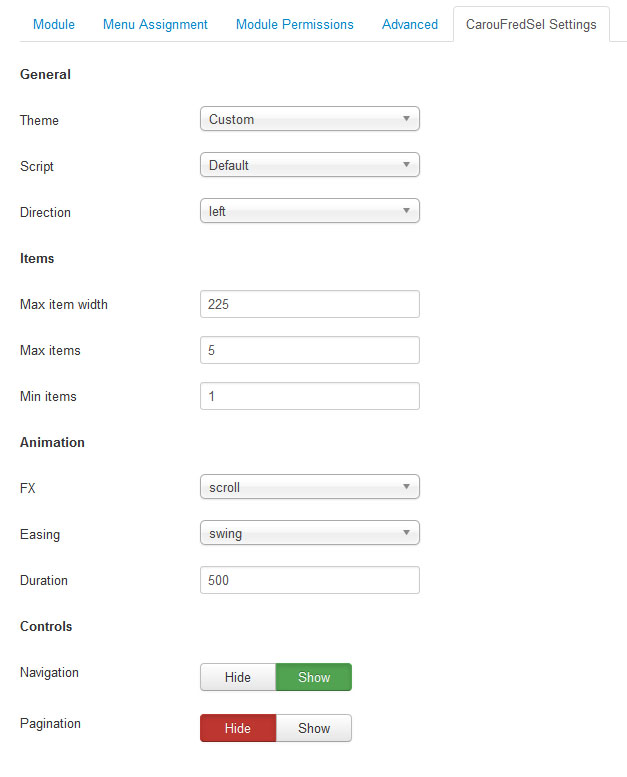 Module Menu Assignment Module Permissions Advanced CarouFredSel Settings
General
Theme Custom
Script Default
Direction left
Items
Max item width 225
Max items 5
Min items 1
Animation
FX scroll
Easing swing
Duration 500
Controls
Navigation Hide Show
Pagination Hide Show